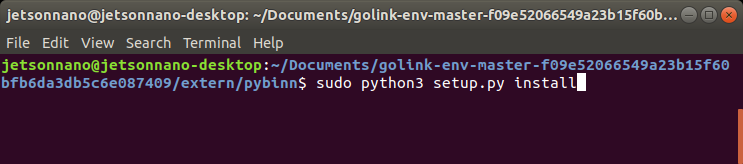 jetsonnano@jetsonnano-desktop: ~/Documents/golink-env-master-f09e52066549a23b15f60b...
File Edit View Search Terminal Help
jetsonnano@jetsonnano-desktop:~/Documents/golink-env-master-f09e52066549a23b15f60
bfb6da3db5c6e087409/extern/pybinn$ sudo python3 setup.py install